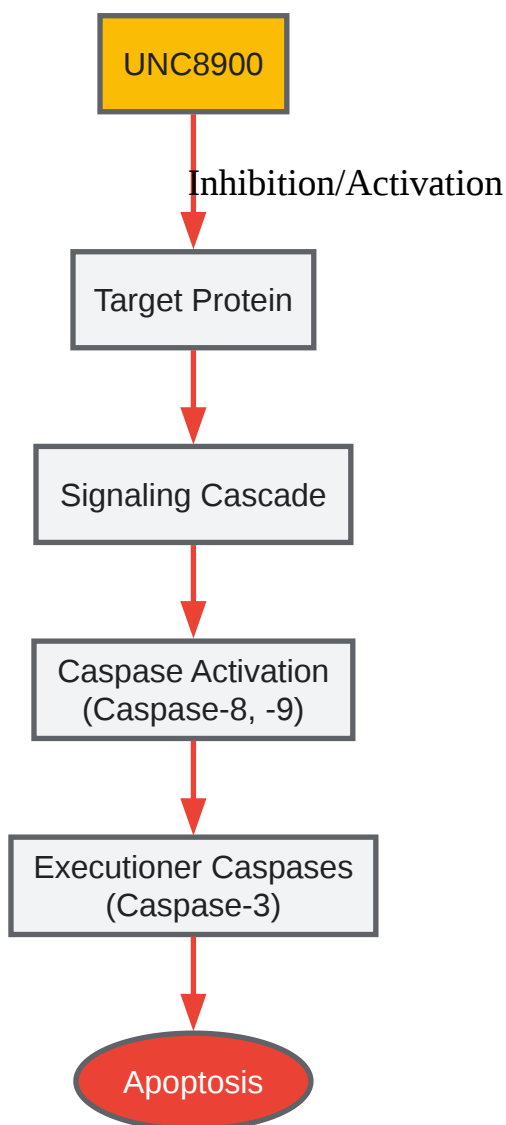 UNC8900
Inhibition/Activation
Target Protein
Signaling Cascade
Caspase Activation
(Caspase-8, -9)
Executioner Caspases
(Caspase-3)
Apoptosis